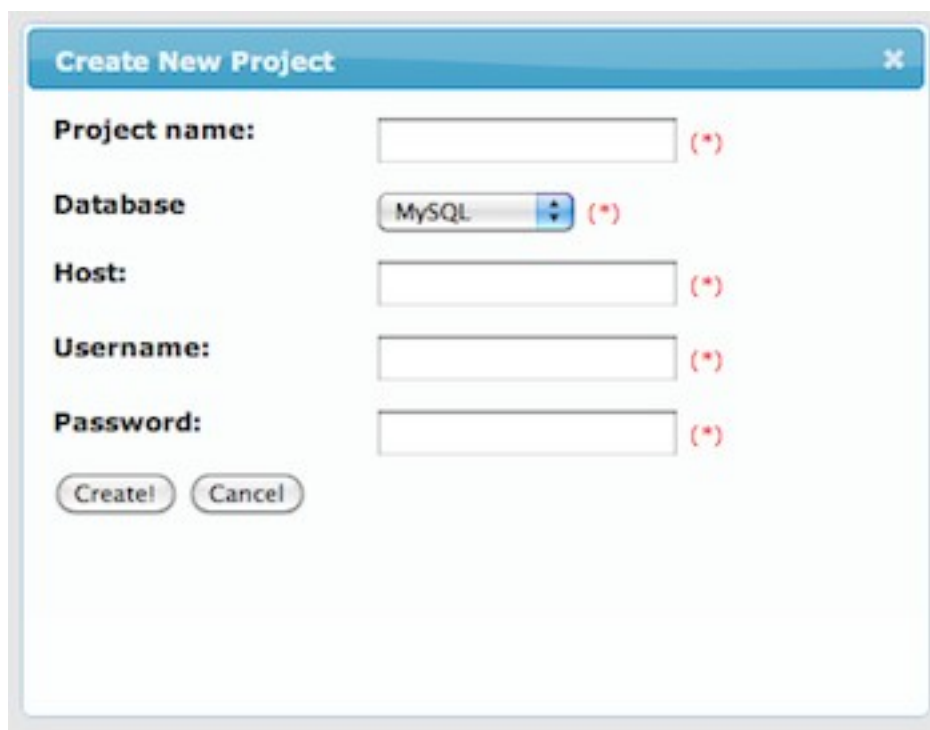 Create New Project
Project name: (*)
Database MySQL (*)
Host: (*)
Username: (*)
Password: (*)
Create! Cancel